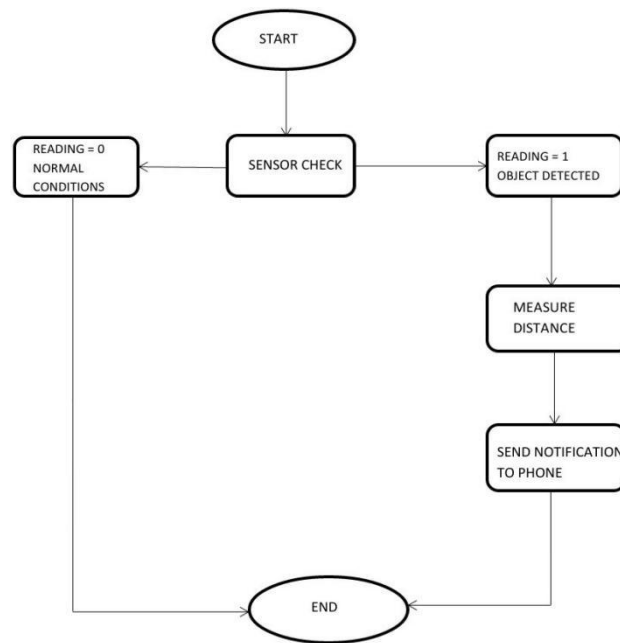 START
READING = 0
NORMAL
CONDITIONS
SENSOR CHECK
READING = 1
OBJECT DETECTED
MEASURE
DISTANCE
SEND NOTIFICATION
TO PHONE
END